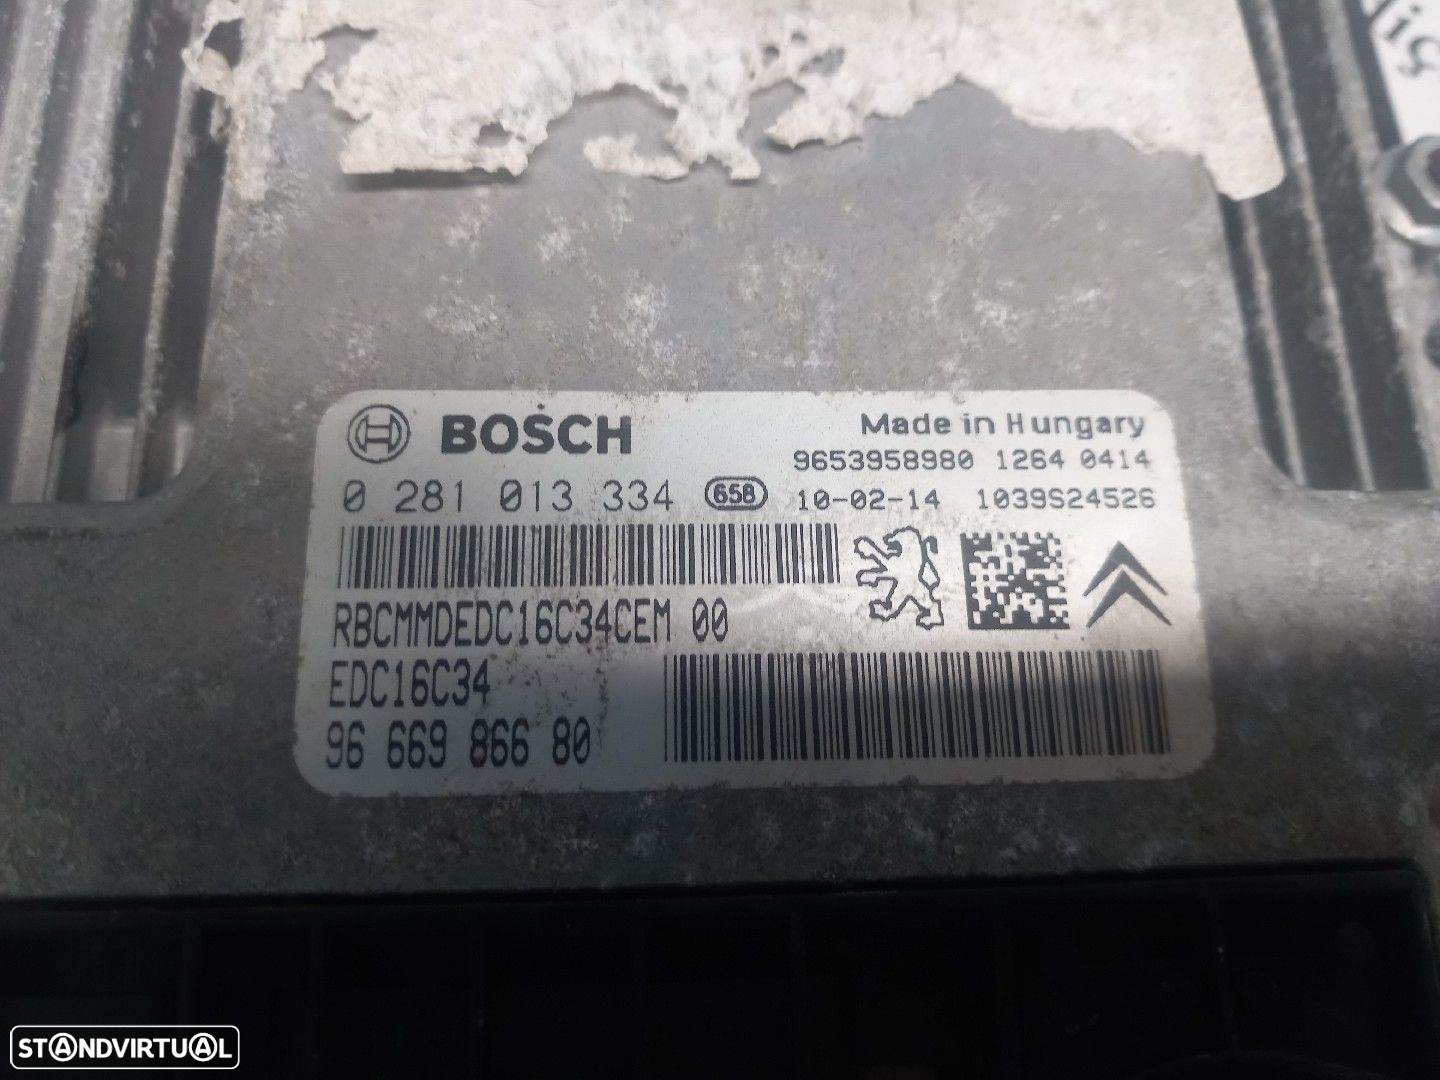 BOSCH
Made in Hungary
9653958980 1264 0414
0 281 013 334 658 10-02-14 1039S24526
RBCMMDEDC16C34CEM 00
EDC16C34
96 669 866 80
STANDVIRTUAL